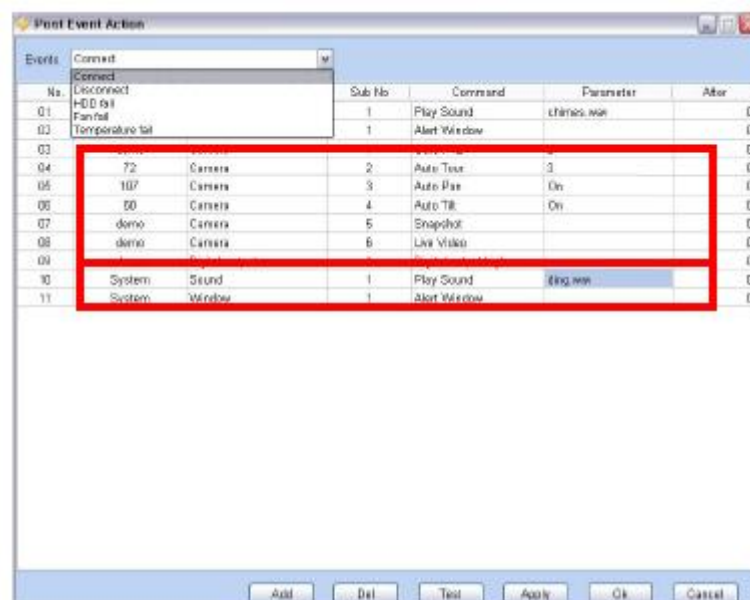 Post Event Action
Events Connect
Connect
Disconnect
HDD fail
Fan fail
Temperature fail
No. Sub No Command Parameter After
01 1 Play Sound chimes.wav
02 1 Alert Window
03
04 72 Camera 2 Auto Tour 3
05 107 Camera 3 Auto Pan On
06 60 Camera 4 Auto Tilt On
07 demo Camera 5 Snapshot
08 demo Camera 6 Live Video
09
10 System Sound 1 Play Sound ding.wav
11 System Window 1 Alert Window
Add Del Test Apply Ok Cancel